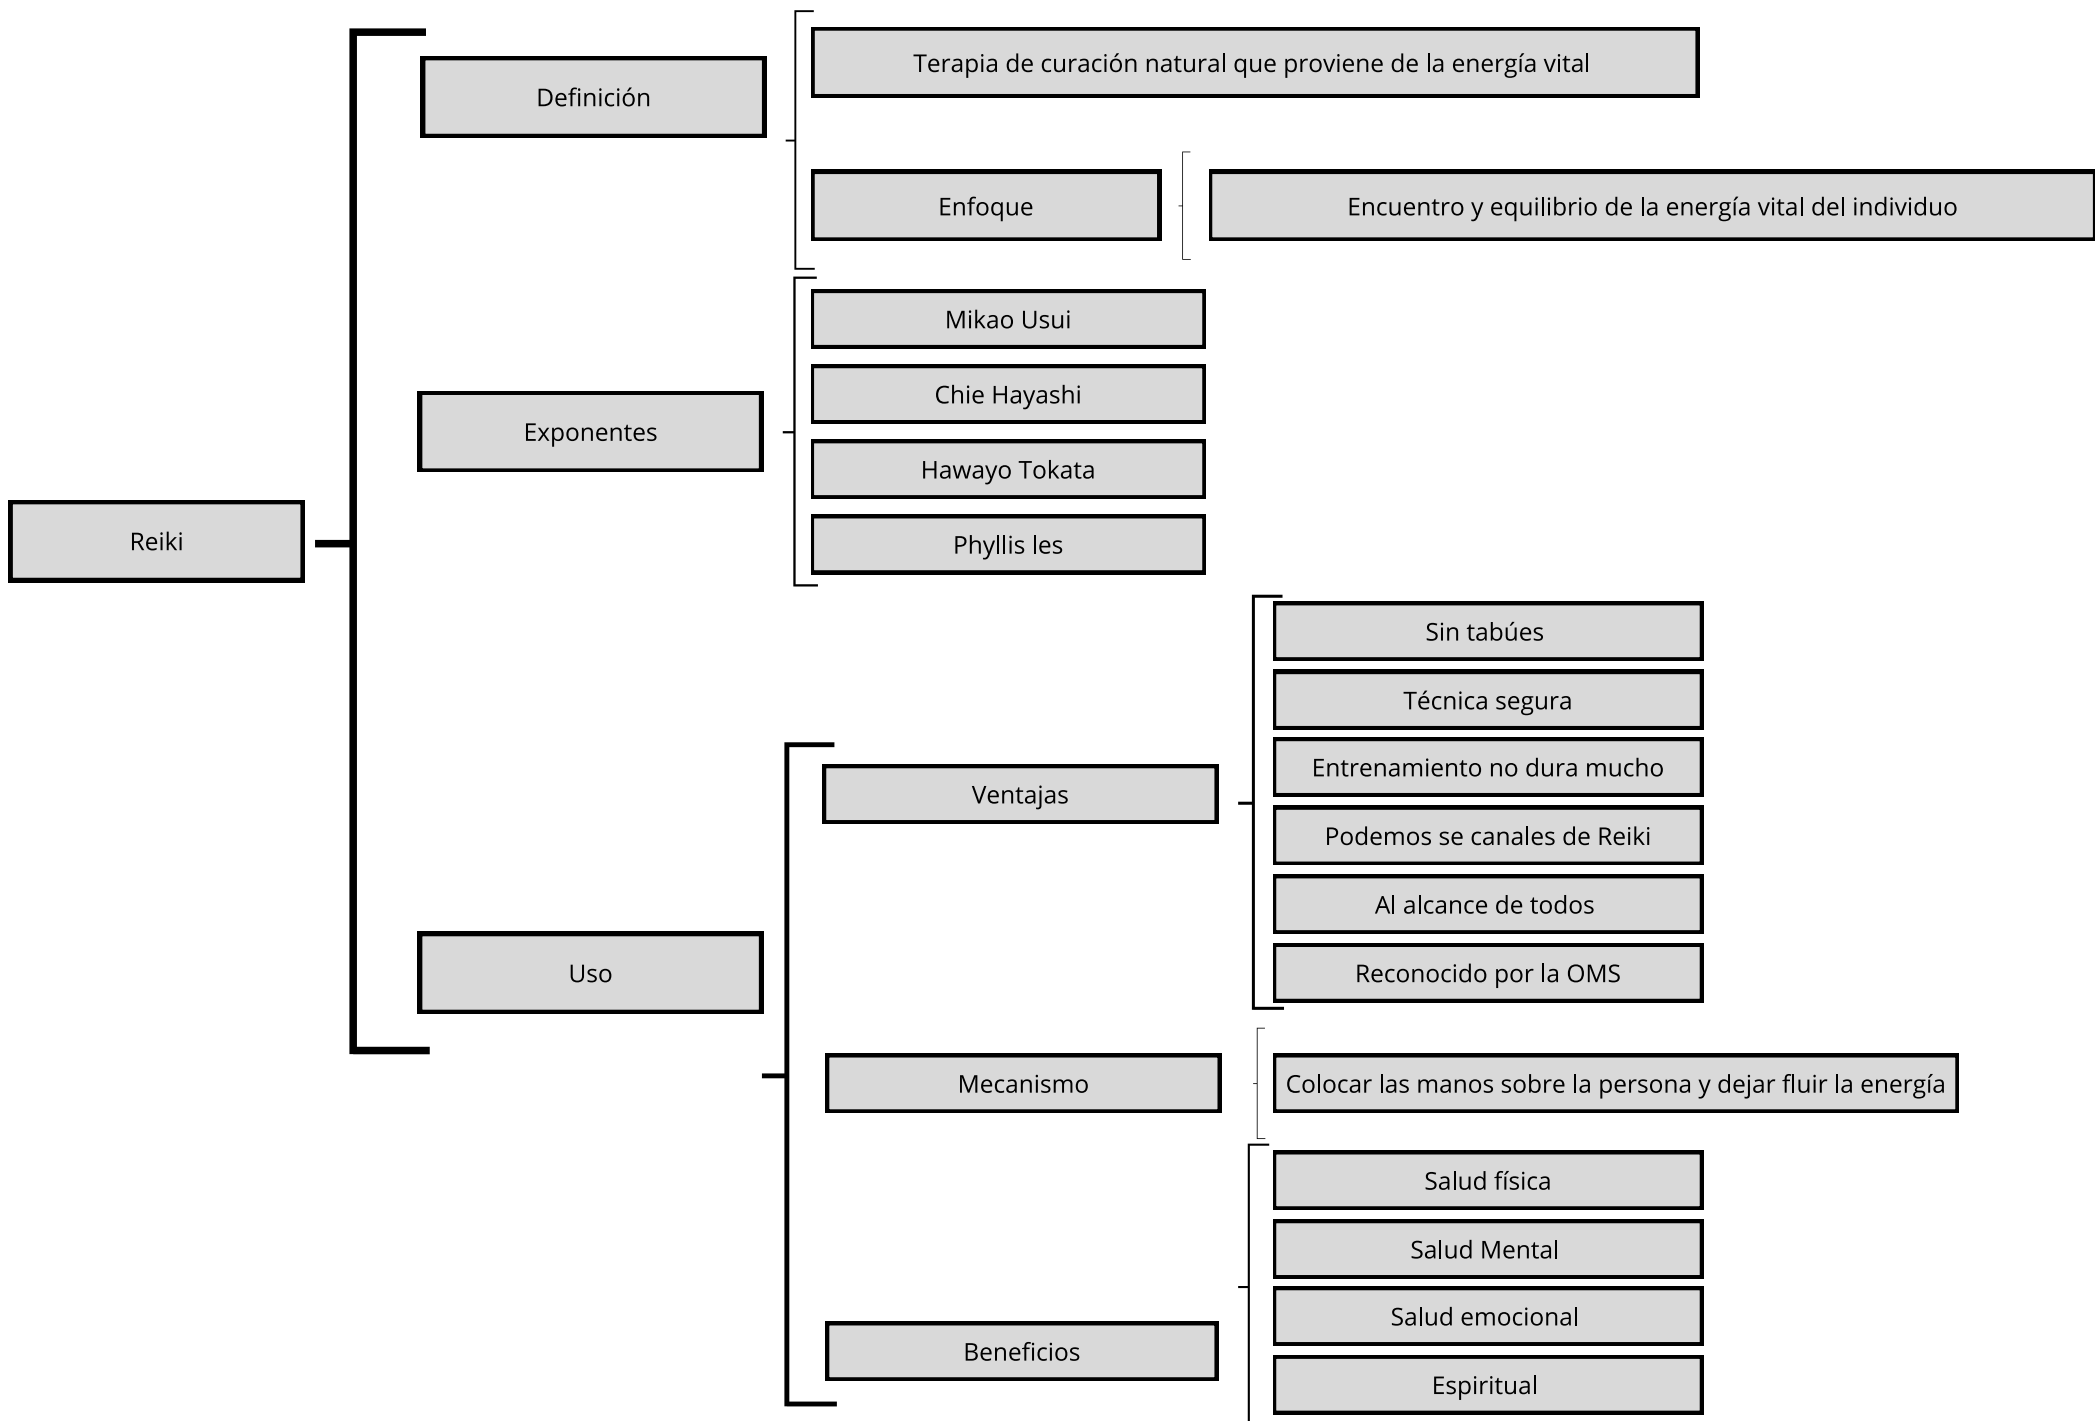 Reiki
Definición
Terapia de curación natural que proviene de la energía vital
Enfoque
Encuentro y equilibrio de la energía vital del individuo
Exponentes
Mikao Usui
Chie Hayashi
Hawayo Tokata
Phyllis les
Uso
Ventajas
Sin tabúes
Técnica segura
Entrenamiento no dura mucho
Podemos se canales de Reiki
Al alcance de todos
Reconocido por la OMS
Mecanismo
Colocar las manos sobre la persona y dejar fluir la energía
Beneficios
Salud física
Salud Mental
Salud emocional
Espiritual